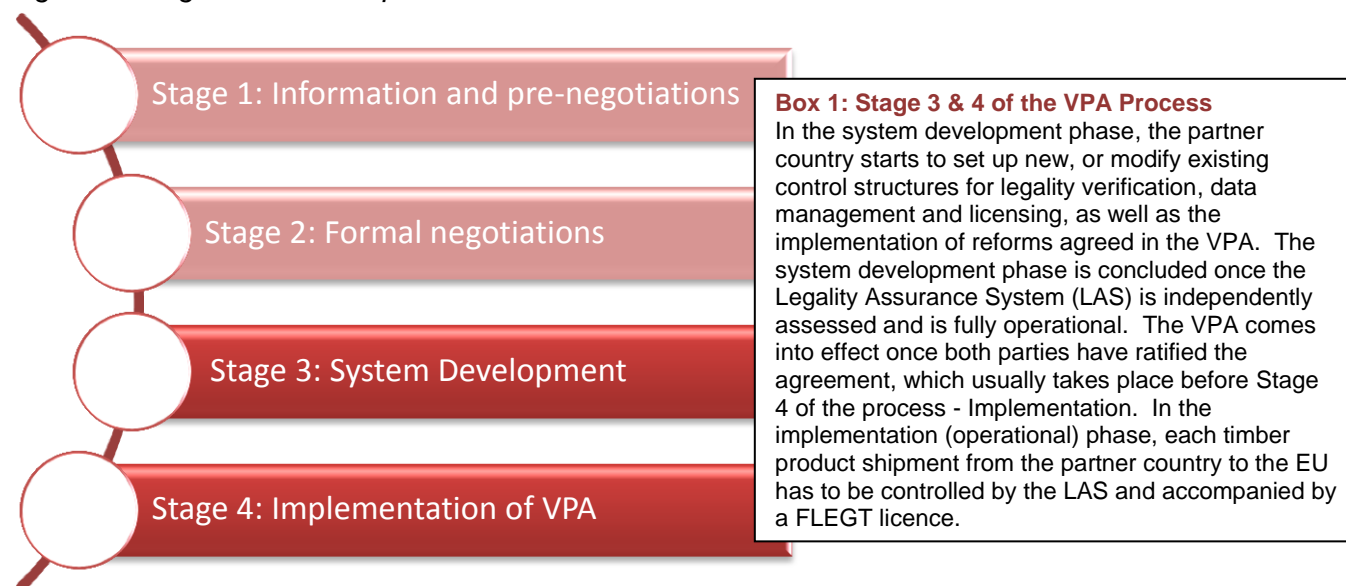 Stage 1: Information and pre-negotiations
Stage 2: Formal negotiations
Stage 3: System Development
Stage 4: Implementation of VPA
Box 1: Stage 3 & 4 of the VPA Process
In the system development phase, the partner
country starts to set up new, or modify existing
control structures for legality verification, data
management and licensing, as well as the
implementation of reforms agreed in the VPA.  The
system development phase is concluded once the
Legality Assurance System (LAS) is independently
assessed and is fully operational.  The VPA comes
into effect once both parties have ratified the
agreement, which usually takes place before Stage
4 of the process - Implementation.  In the
implementation (operational) phase, each timber
product shipment from the partner country to the EU
has to be controlled by the LAS and accompanied by
a FLEGT licence.